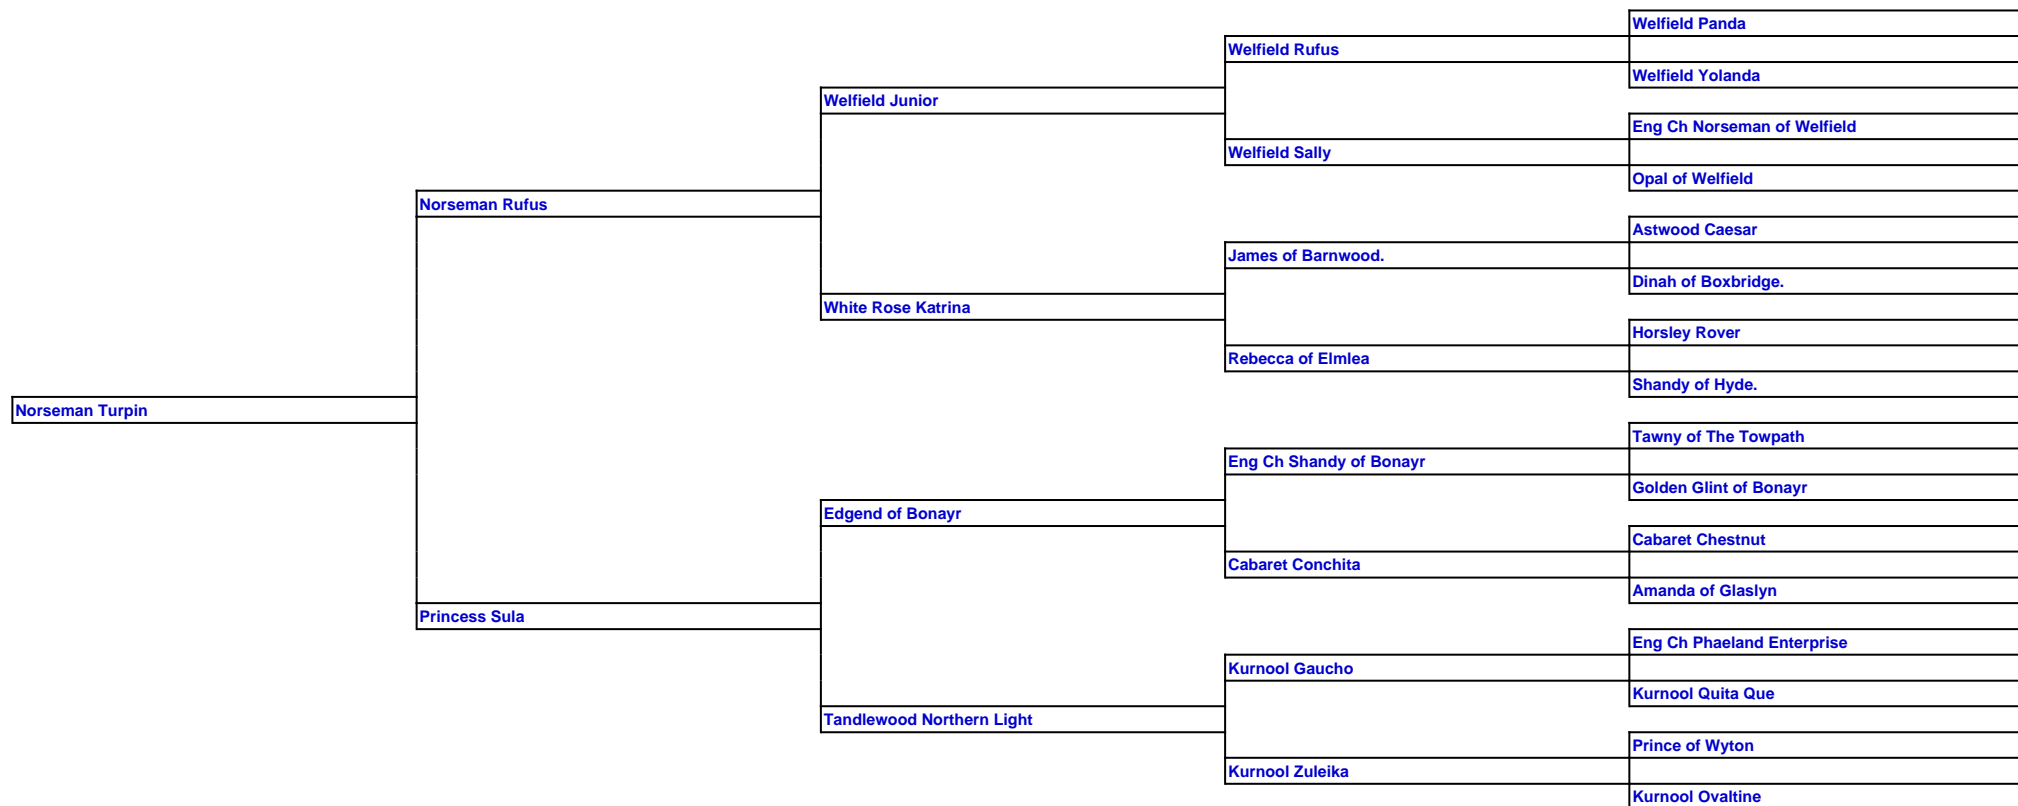 Welfield Panda
Welfield Rufus
Welfield Yolanda
Welfield Junior
Eng Ch Norseman of Welfield
Welfield Sally
Opal of Welfield
Norseman Rufus
Astwood Caesar
James of Barnwood.
Dinah of Boxbridge.
White Rose Katrina
Horsley Rover
Rebecca of Elmlea
Shandy of Hyde.
Norseman Turpin
Tawny of The Towpath
Eng Ch Shandy of Bonayr
Golden Glint of Bonayr
Edgend of Bonayr
Cabaret Chestnut
Cabaret Conchita
Amanda of Glaslyn
Princess Sula
Eng Ch Phaeland Enterprise
Kurnool Gaucho
Kurnool Quita Que
Tandlewood Northern Light
Prince of Wyton
Kurnool Zuleika
Kurnool Ovaltine